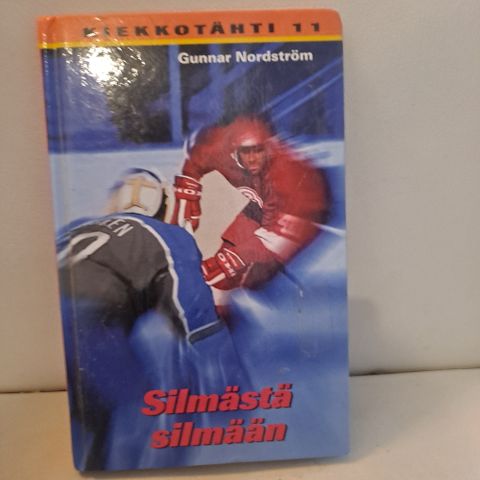 KIEKKOTÄHTI 11
Gunnar Nordström
Silmästä
silmään